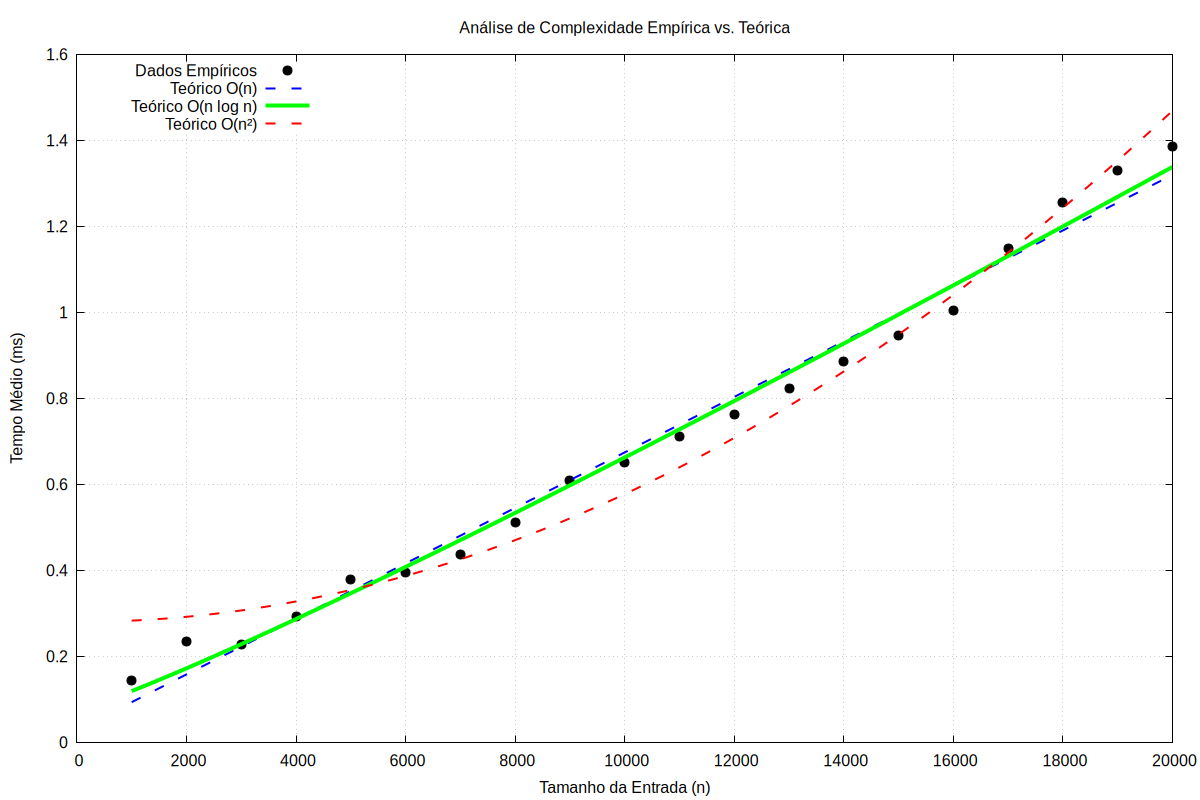 Análise de Complexidade Empírica vs. Teórica
Dados Empíricos
Teórico O(n)
Teórico O(n log n)
Teórico O(n²)
1.6
1.4
1.2
1
0.8
0.6
0.4
0.2
0
Tempo Médio (ms)
0 2000 4000 6000 8000 10000 12000 14000 16000 18000 20000
Tamanho da Entrada (n)